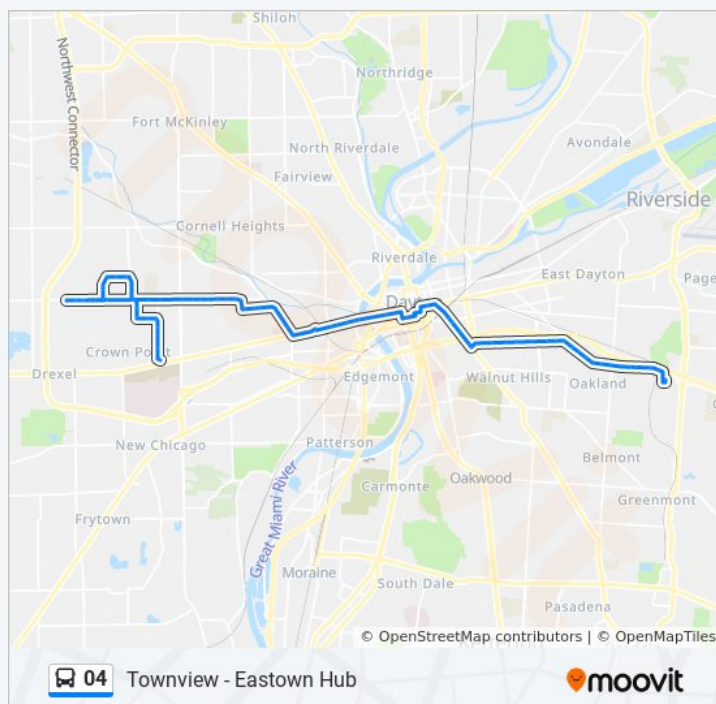 Shiloh
Northwest Connector
Northridge
Fort McKinley
Avondale
North Riverdale
Fairview
Riverside
Cornell Heights
Riverdale
East Dayton
Page
Day
Crown Point
Drexel
Edgemont
Walnut Hills
Oakland
New Chicago
Patterson
Belmont
Carmonte
Oakwood
Greenmont
Great Miami River
Frytown
Moraine
South Dale
Pasadena
© OpenStreetMap contributors | © OpenMapTiles
04 Townview - Eastown Hub
moovit